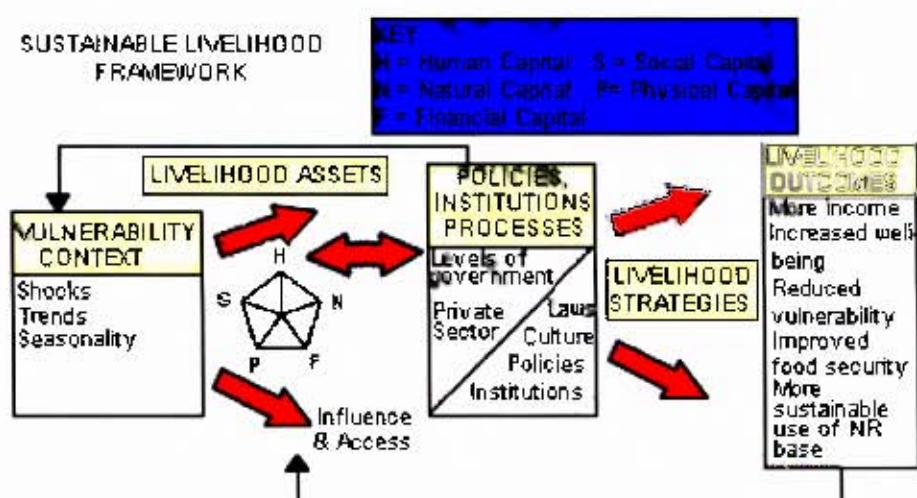 SUSTAINABLE LIVELIHOOD
FRAMEWORK
KEY
H = Human Capital S = Social Capital
N = Natural Capital P= Physical Capital
F = Financial Capital
LIVELIHOOD ASSETS
VULNERABILITY
CONTEXT
Shocks
Trends
Seasonality
H
S
N
P
F
Influence
& Access
POLICIES,
INSTITUTIONS
PROCESSES
Levels of
government
Private
Sector
Laws
Culture
Policies
Institutions
LIVELIHOOD
STRATEGIES
LIVELIHOOD
OUTCOMES
More income
Increased well-
being
Reduced
vulnerability
Improved
food security
More
sustainable
use of NR
base